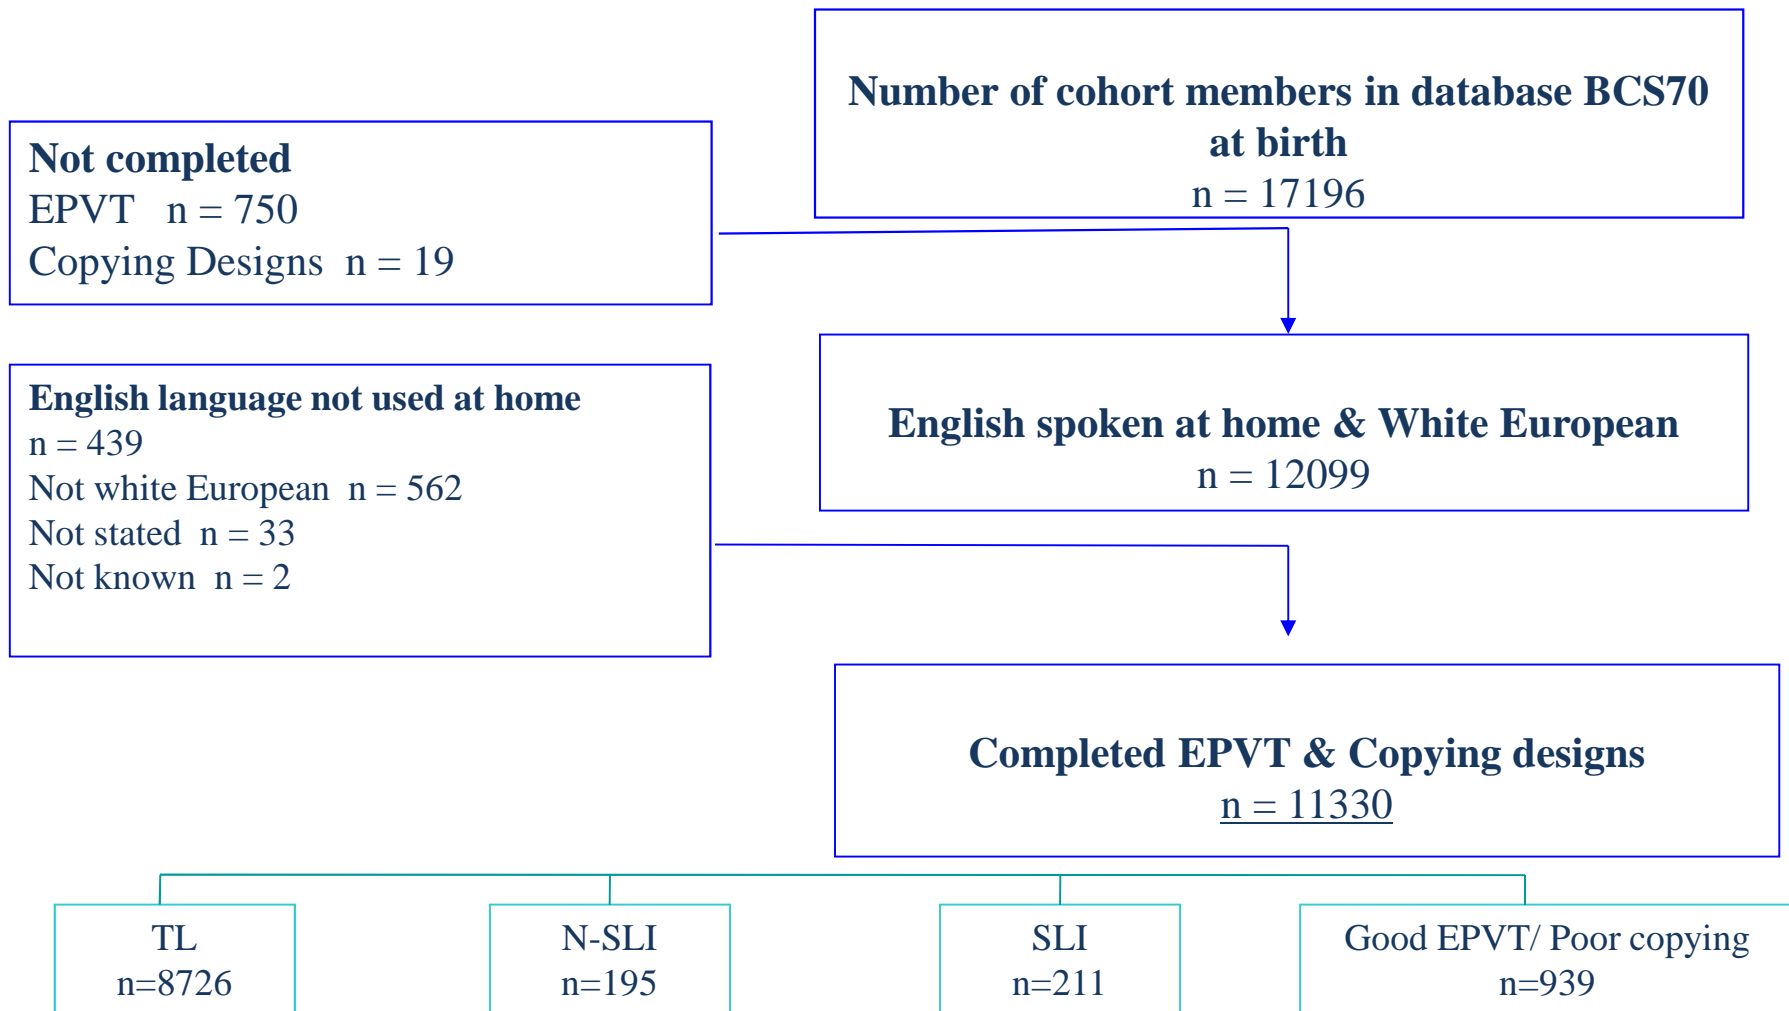 Number of cohort members in database BCS70
at birth
n = 17196
Not completed
EPVT n = 750
Copying Designs n = 19
English spoken at home & White European
n = 12099
English language not used at home
n = 439
Not white European n = 562
Not stated n = 33
Not known n = 2
Completed EPVT & Copying designs
n = 11330
TL
n=8726
N-SLI
n=195
SLI
n=211
Good EPVT/ Poor copying
n=939